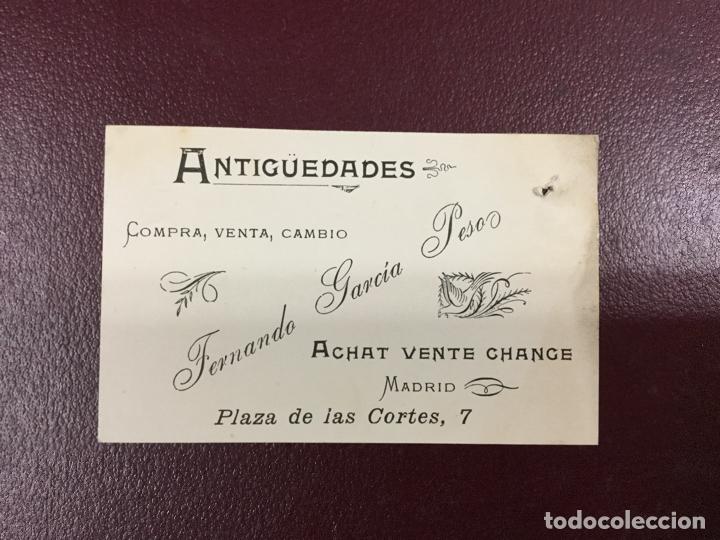 ANTIGÜEDADES
COMPRA, VENTA, CAMBIO
Fernando García Peso
ACHAT VENTE CHANGE
MADRID
Plaza de las Cortes, 7
todocoleccion